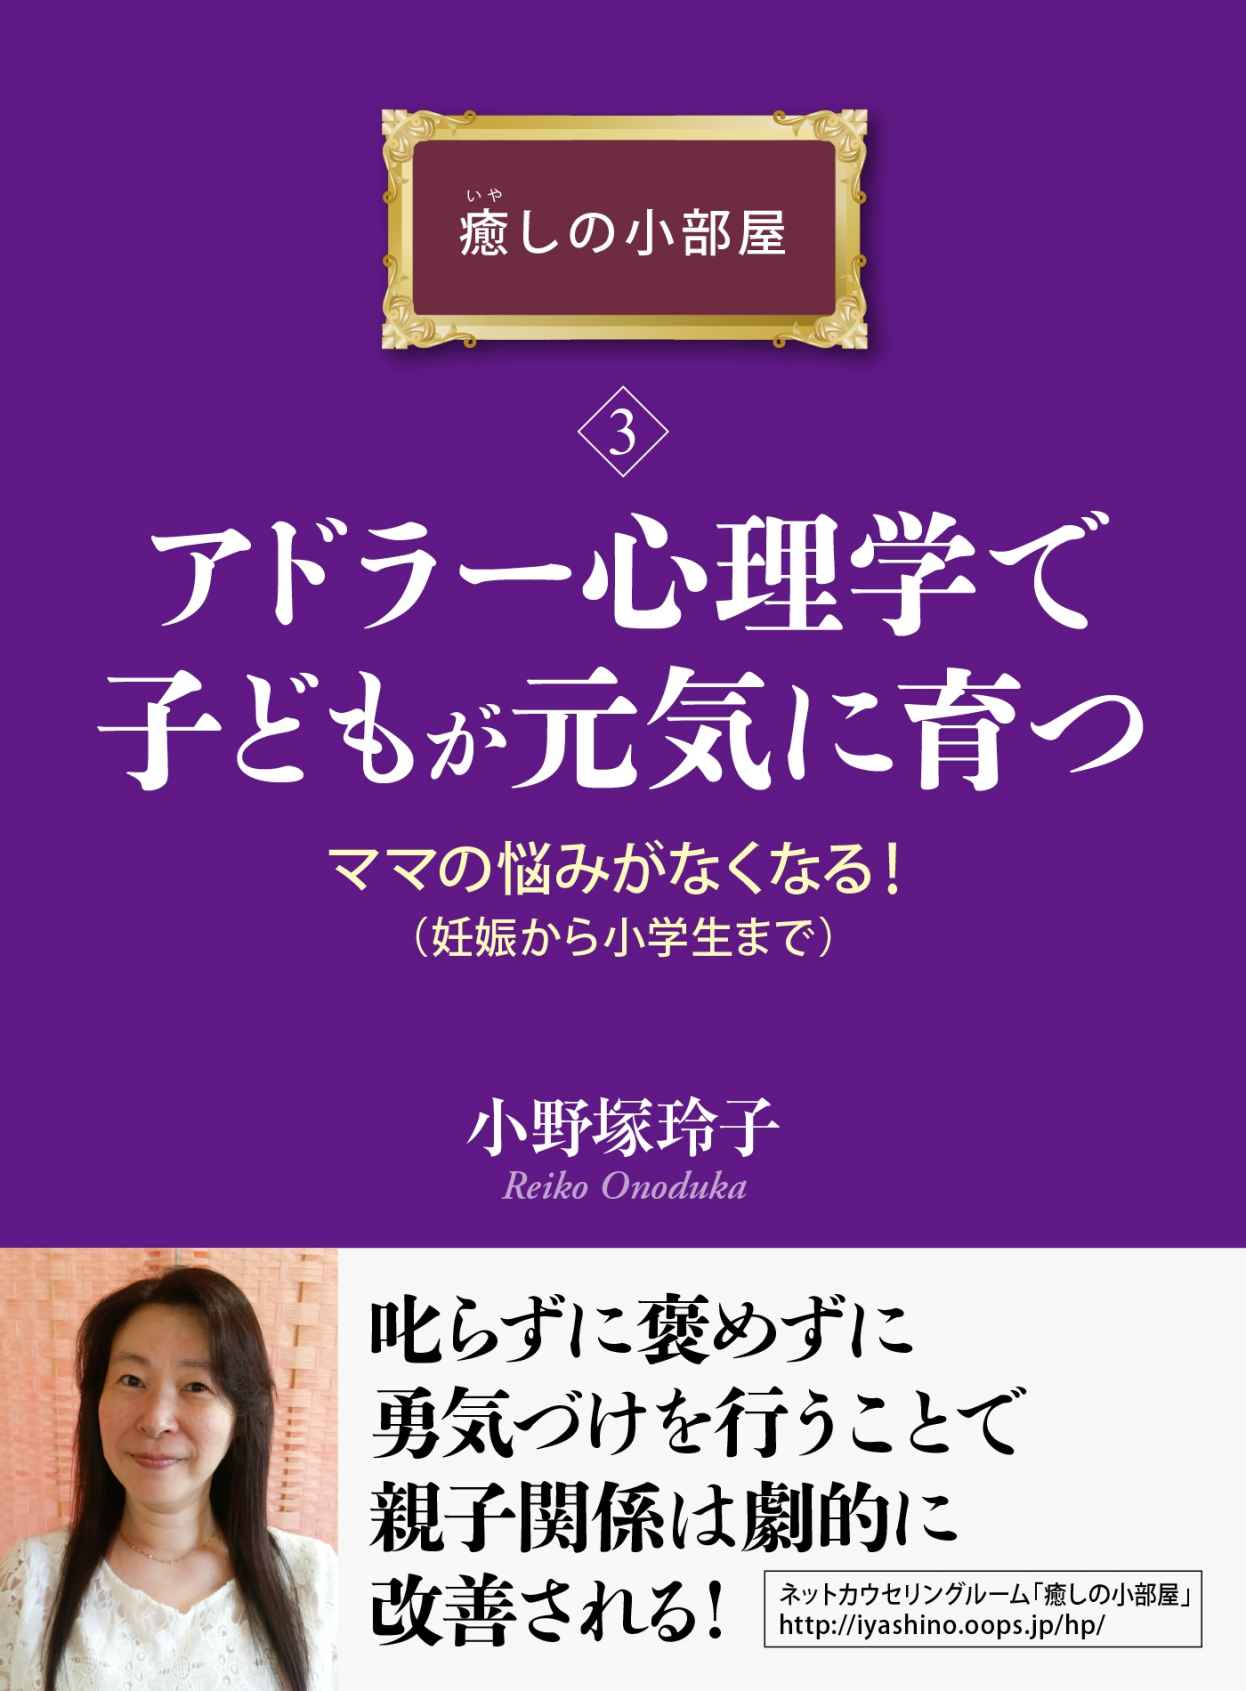 いや
癒しの小部屋
3
アドラー心理学で
子どもが元気に育つ
ママの悩みがなくなる！
（妊娠から小学生まで）
小野塚玲子
Reiko Onoduka
叱らずに褒めずに
勇気づけを行うことで
親子関係は劇的に
改善される！
ネットカウセリングルーム「癒しの小部屋」
http://iyashino.oops.jp/hp/